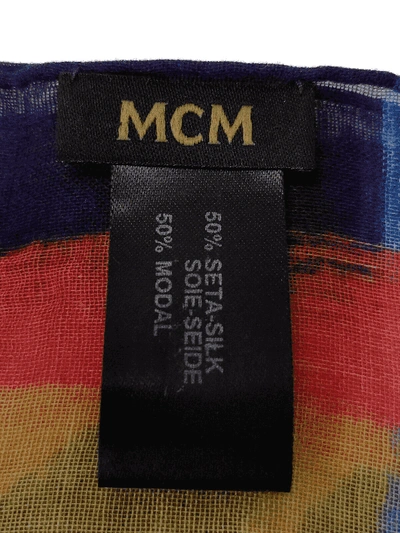 MCM
50% SETA-SILK
SOIE-SEIDE
50% MODAL